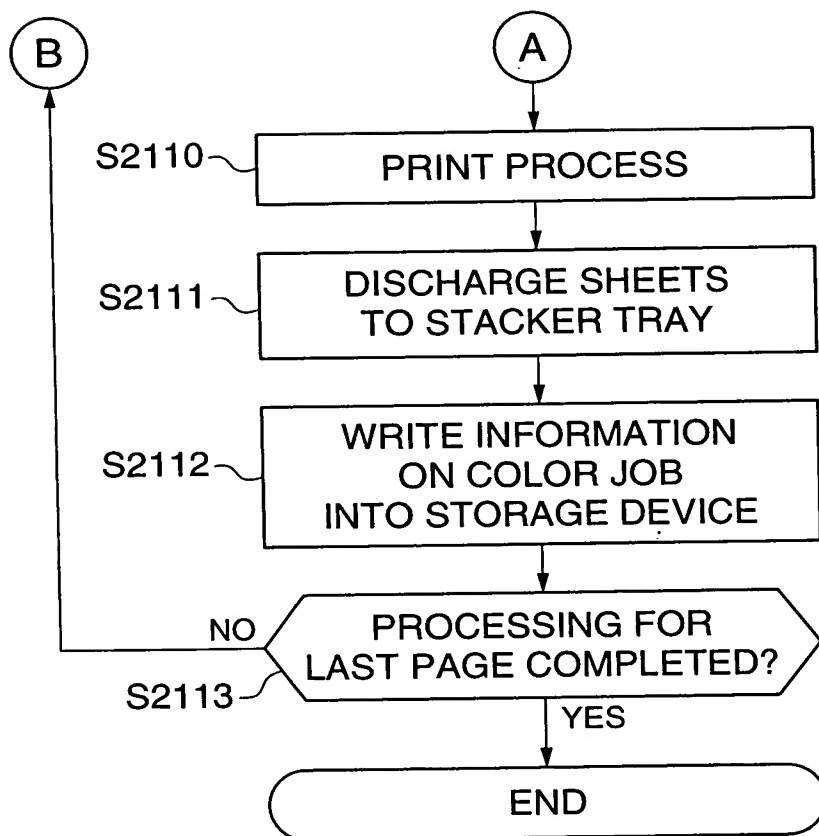 B
A
S2110
PRINT PROCESS
S2111
DISCHARGE SHEETS
TO STACKER TRAY
S2112
WRITE INFORMATION
ON COLOR JOB
INTO STORAGE DEVICE
NO
PROCESSING FOR
LAST PAGE COMPLETED?
S2113
YES
END